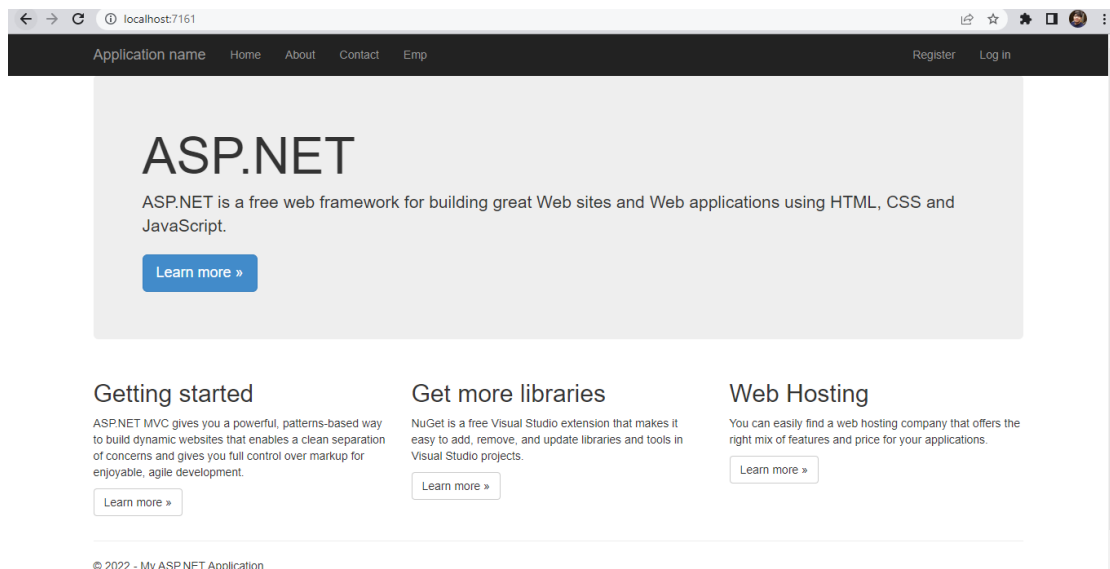 localhost:7161
Application name Home About Contact Emp Register Log in
ASP.NET
ASP.NET is a free web framework for building great Web sites and Web applications using HTML, CSS and
JavaScript.
Learn more »
Getting started
ASP.NET MVC gives you a powerful, patterns-based way
to build dynamic websites that enables a clean separation
of concerns and gives you full control over markup for
enjoyable, agile development.
Learn more »
Get more libraries
NuGet is a free Visual Studio extension that makes it
easy to add, remove, and update libraries and tools in
Visual Studio projects.
Learn more »
Web Hosting
You can easily find a web hosting company that offers the
right mix of features and price for your applications.
Learn more »
© 2022 - My ASP.NET Application